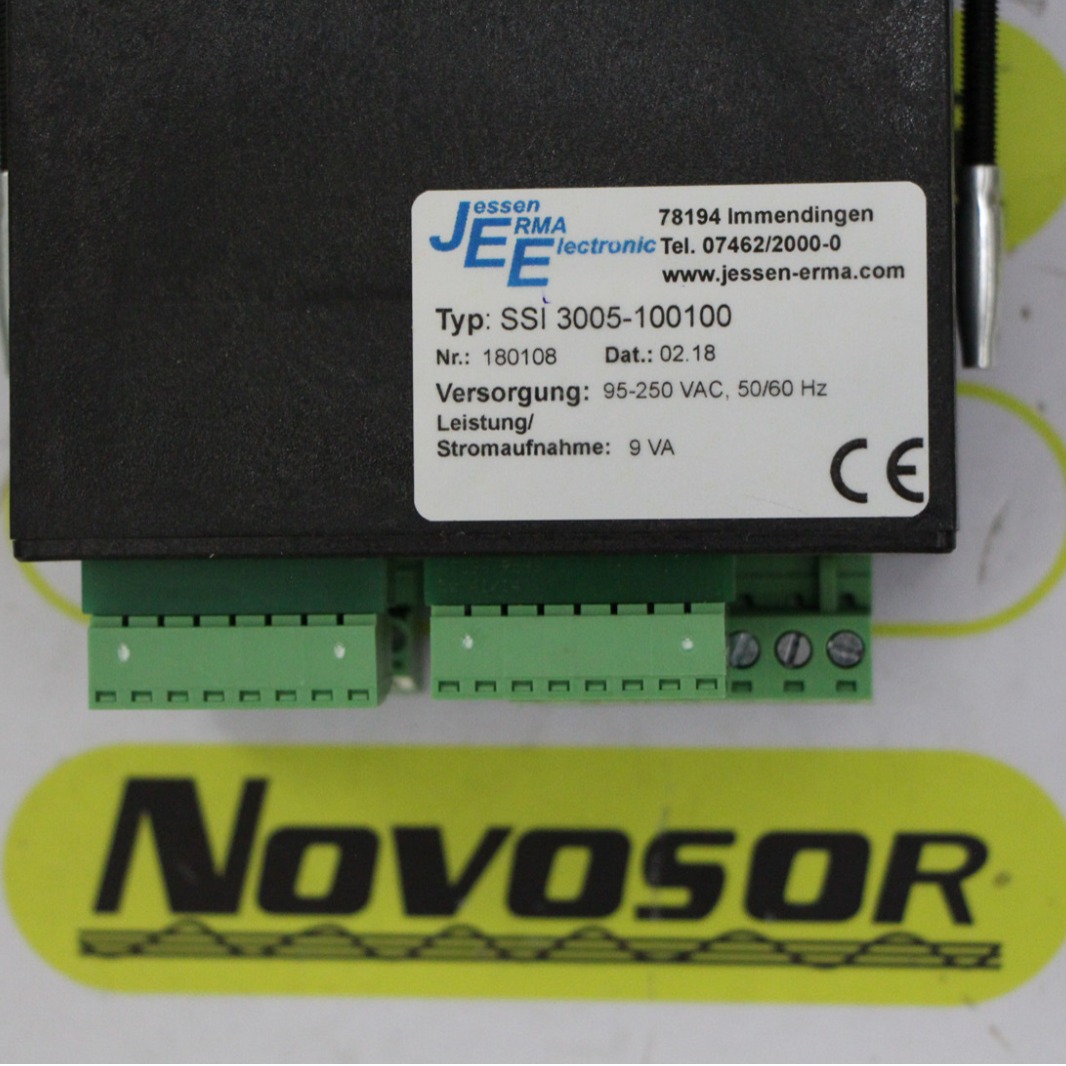 Jessen
ERMA
Electronic
78194 Immendingen
Tel. 07462/2000-0
www.jessen-erma.com
Typ: SSI 3005-100100
Nr.: 180108 Dat.: 02.18
Versorgung: 95-250 VAC, 50/60 Hz
Leistung/
Stromaufnahme: 9 VA
CE
NOVOSOR